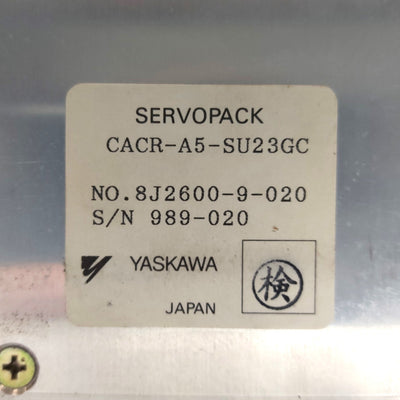 SERVOPACK
CACR-A5-SU23GC
NO.8J2600-9-020
S/N 989-020
YASKAWA
検
JAPAN